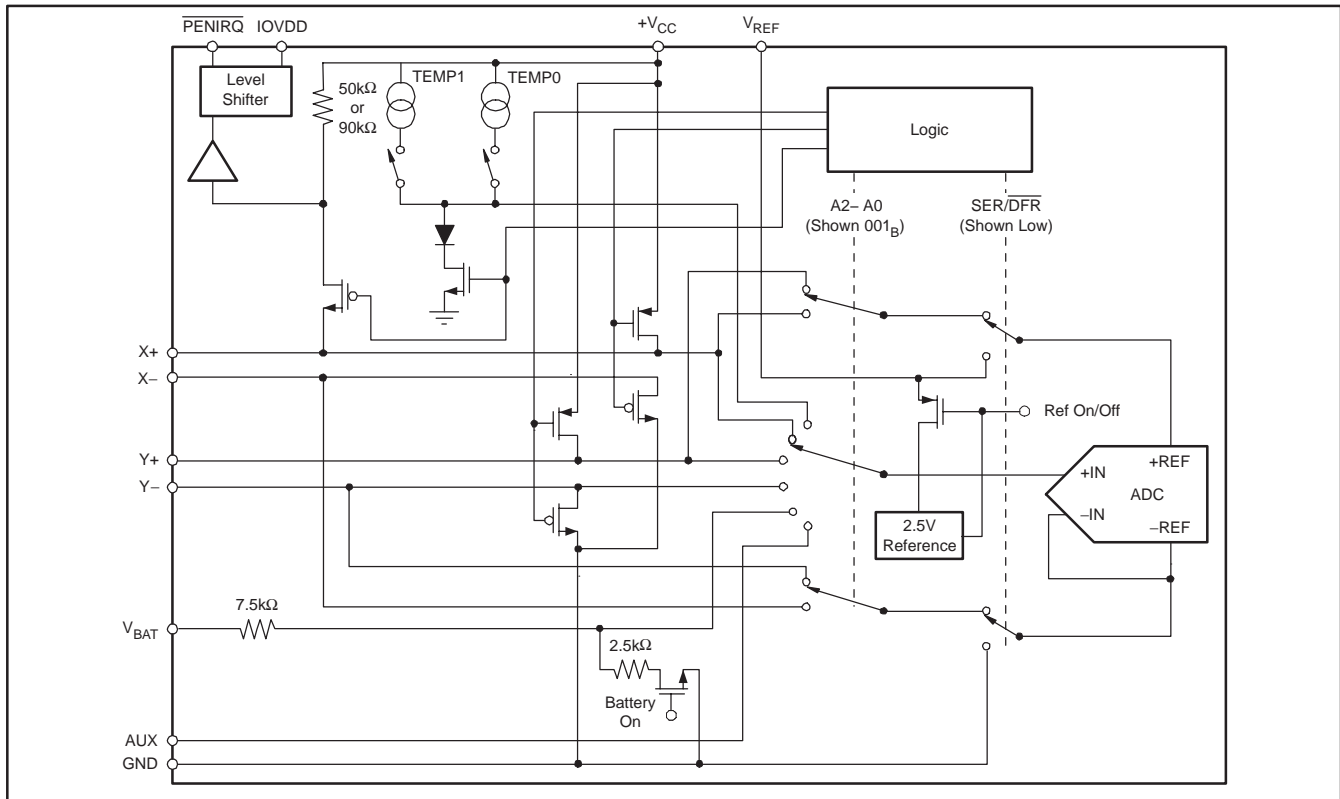 PENIRQ IOVDD
+VCC
VREF
Level
Shifter
50kΩ
or
90kΩ
TEMP1
TEMP0
Logic
A2– A0
(Shown 001B)
SER/DFR
(Shown Low)
X+
X–
Y+
Y–
Ref On/Off
+IN
+REF
ADC
–IN
–REF
2.5V
Reference
7.5kΩ
VBAT
2.5kΩ
Battery
On
AUX
GND